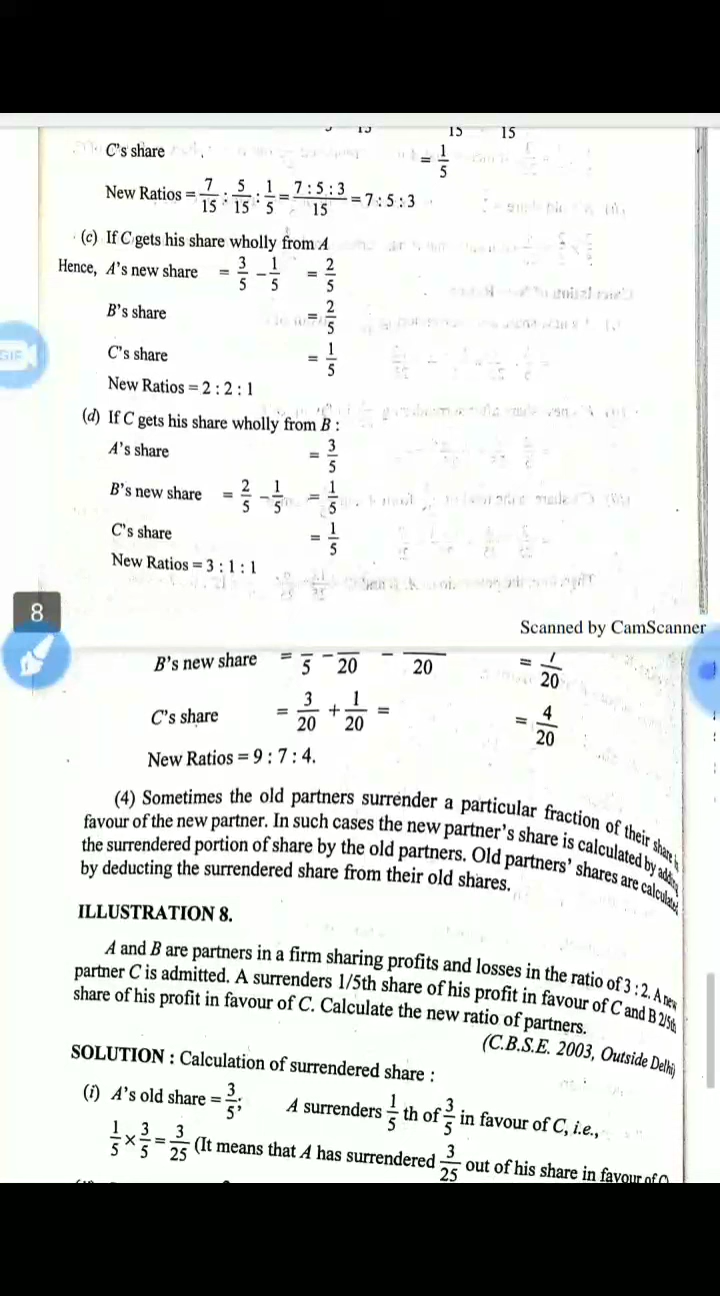 15 15
C's share = 1/5
New Ratios = 7/15 : 5/15 : 1/5 = 7 : 5 : 3/15 = 7 : 5 : 3
(c) If C gets his share wholly from A
Hence, A's new share = 3/5 - 1/5 = 2/5
B's share = 2/5
C's share = 1/5
New Ratios = 2 : 2 : 1
(d) If C gets his share wholly from B :
A's share = 3/5
B's new share = 2/5 - 1/5 = 1/5
C's share = 1/5
New Ratios = 3 : 1 : 1
GIF
8
Scanned by CamScanner
B's new share = /5 - /20 - /20 = 7/20
C's share = 3/20 + 1/20 = = 4/20
New Ratios = 9 : 7 : 4.
(4) Sometimes the old partners surrender a particular fraction of their share in
favour of the new partner. In such cases the new partner's share is calculated by adding
the surrendered portion of share by the old partners. Old partners' shares are calculated
by deducting the surrendered share from their old shares.
ILLUSTRATION 8.
A and B are partners in a firm sharing profits and losses in the ratio of 3 : 2. A new
partner C is admitted. A surrenders 1/5th share of his profit in favour of C and B 2/5th
share of his profit in favour of C. Calculate the new ratio of partners.
(C.B.S.E. 2003, Outside Delhi)
SOLUTION : Calculation of surrendered share :
(i) A's old share = 3/5; A surrenders 1/5 th of 3/5 in favour of C, i.e.,
1/5 × 3/5 = 3/25 (It means that A has surrendered 3/25 out of his share in favour of C